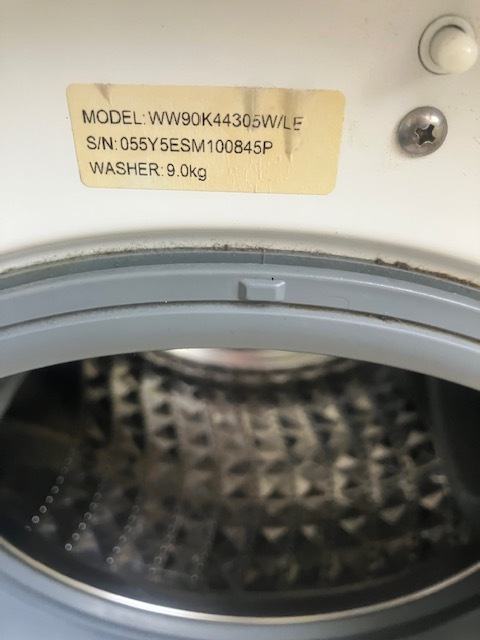 MODEL: WW90K44305W/LE
S/N: 055Y5ESM100845P
WASHER: 9.0kg